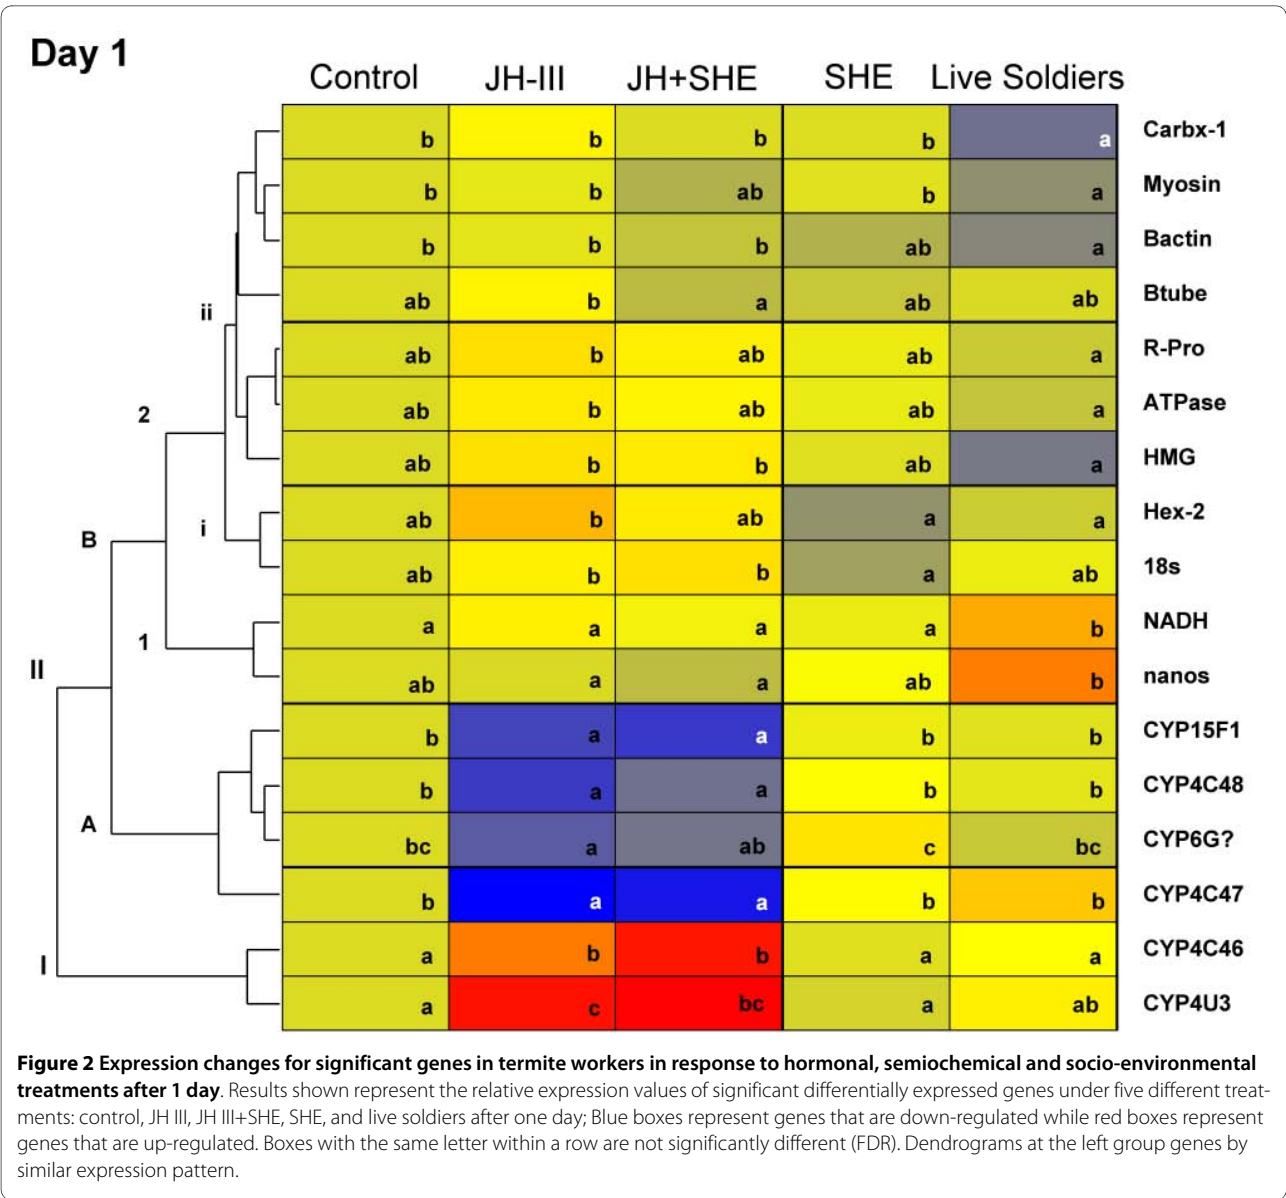 Day 1
Control JH-III JH+SHE SHE Live Soldiers
b b b b a Carbx-1
b b ab b a Myosin
b b b ab a Bactin
ab b a ab ab Btube
ii
ab b ab ab a R-Pro
ab b ab ab a ATPase
2
ab b b ab a HMG
ab b ab a a Hex-2
i
B
ab b b a ab 18s
a a a a b NADH
1
II
ab a a ab b nanos
b a a b b CYP15F1
b a a b b CYP4C48
A
bc a ab c bc CYP6G?
b a a b b CYP4C47
a b b a a CYP4C46
I
a c bc a ab CYP4U3
Figure 2 Expression changes for significant genes in termite workers in response to hormonal, semiochemical and socio-environmental
treatments after 1 day. Results shown represent the relative expression values of significant differentially expressed genes under five different treat-
ments: control, JH III, JH III+SHE, SHE, and live soldiers after one day; Blue boxes represent genes that are down-regulated while red boxes represent
genes that are up-regulated. Boxes with the same letter within a row are not significantly different (FDR). Dendrograms at the left group genes by
similar expression pattern.